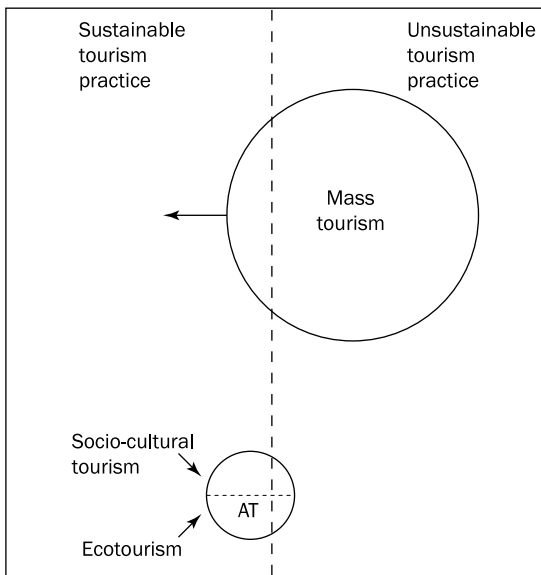 Sustainable
tourism
practice
Unsustainable
tourism
practice
Mass
tourism
Socio-cultural
tourism
AT
Ecotourism